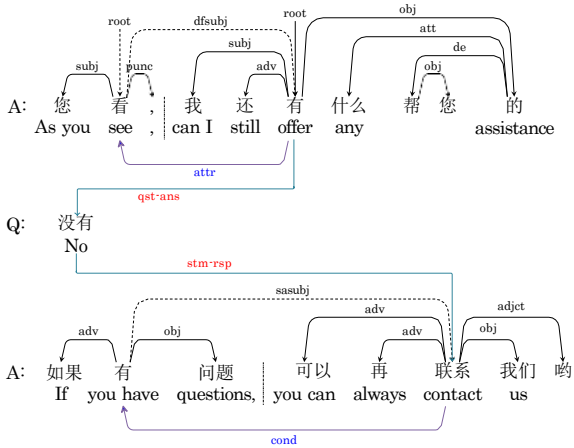 root dfsubj root obj
subj punc subj adv att de obj
A: 您 看 , 我 还 有 什么 帮 您 的
As you see , can I still offer any assistance
attr
qst-ans
Q: 没有
No
stm-rsp
sasubj
adv obj adv adv obj adjct
A: 如果 有 问题 可以 再 联系 我们 哟
If you have questions, you can always contact us
cond